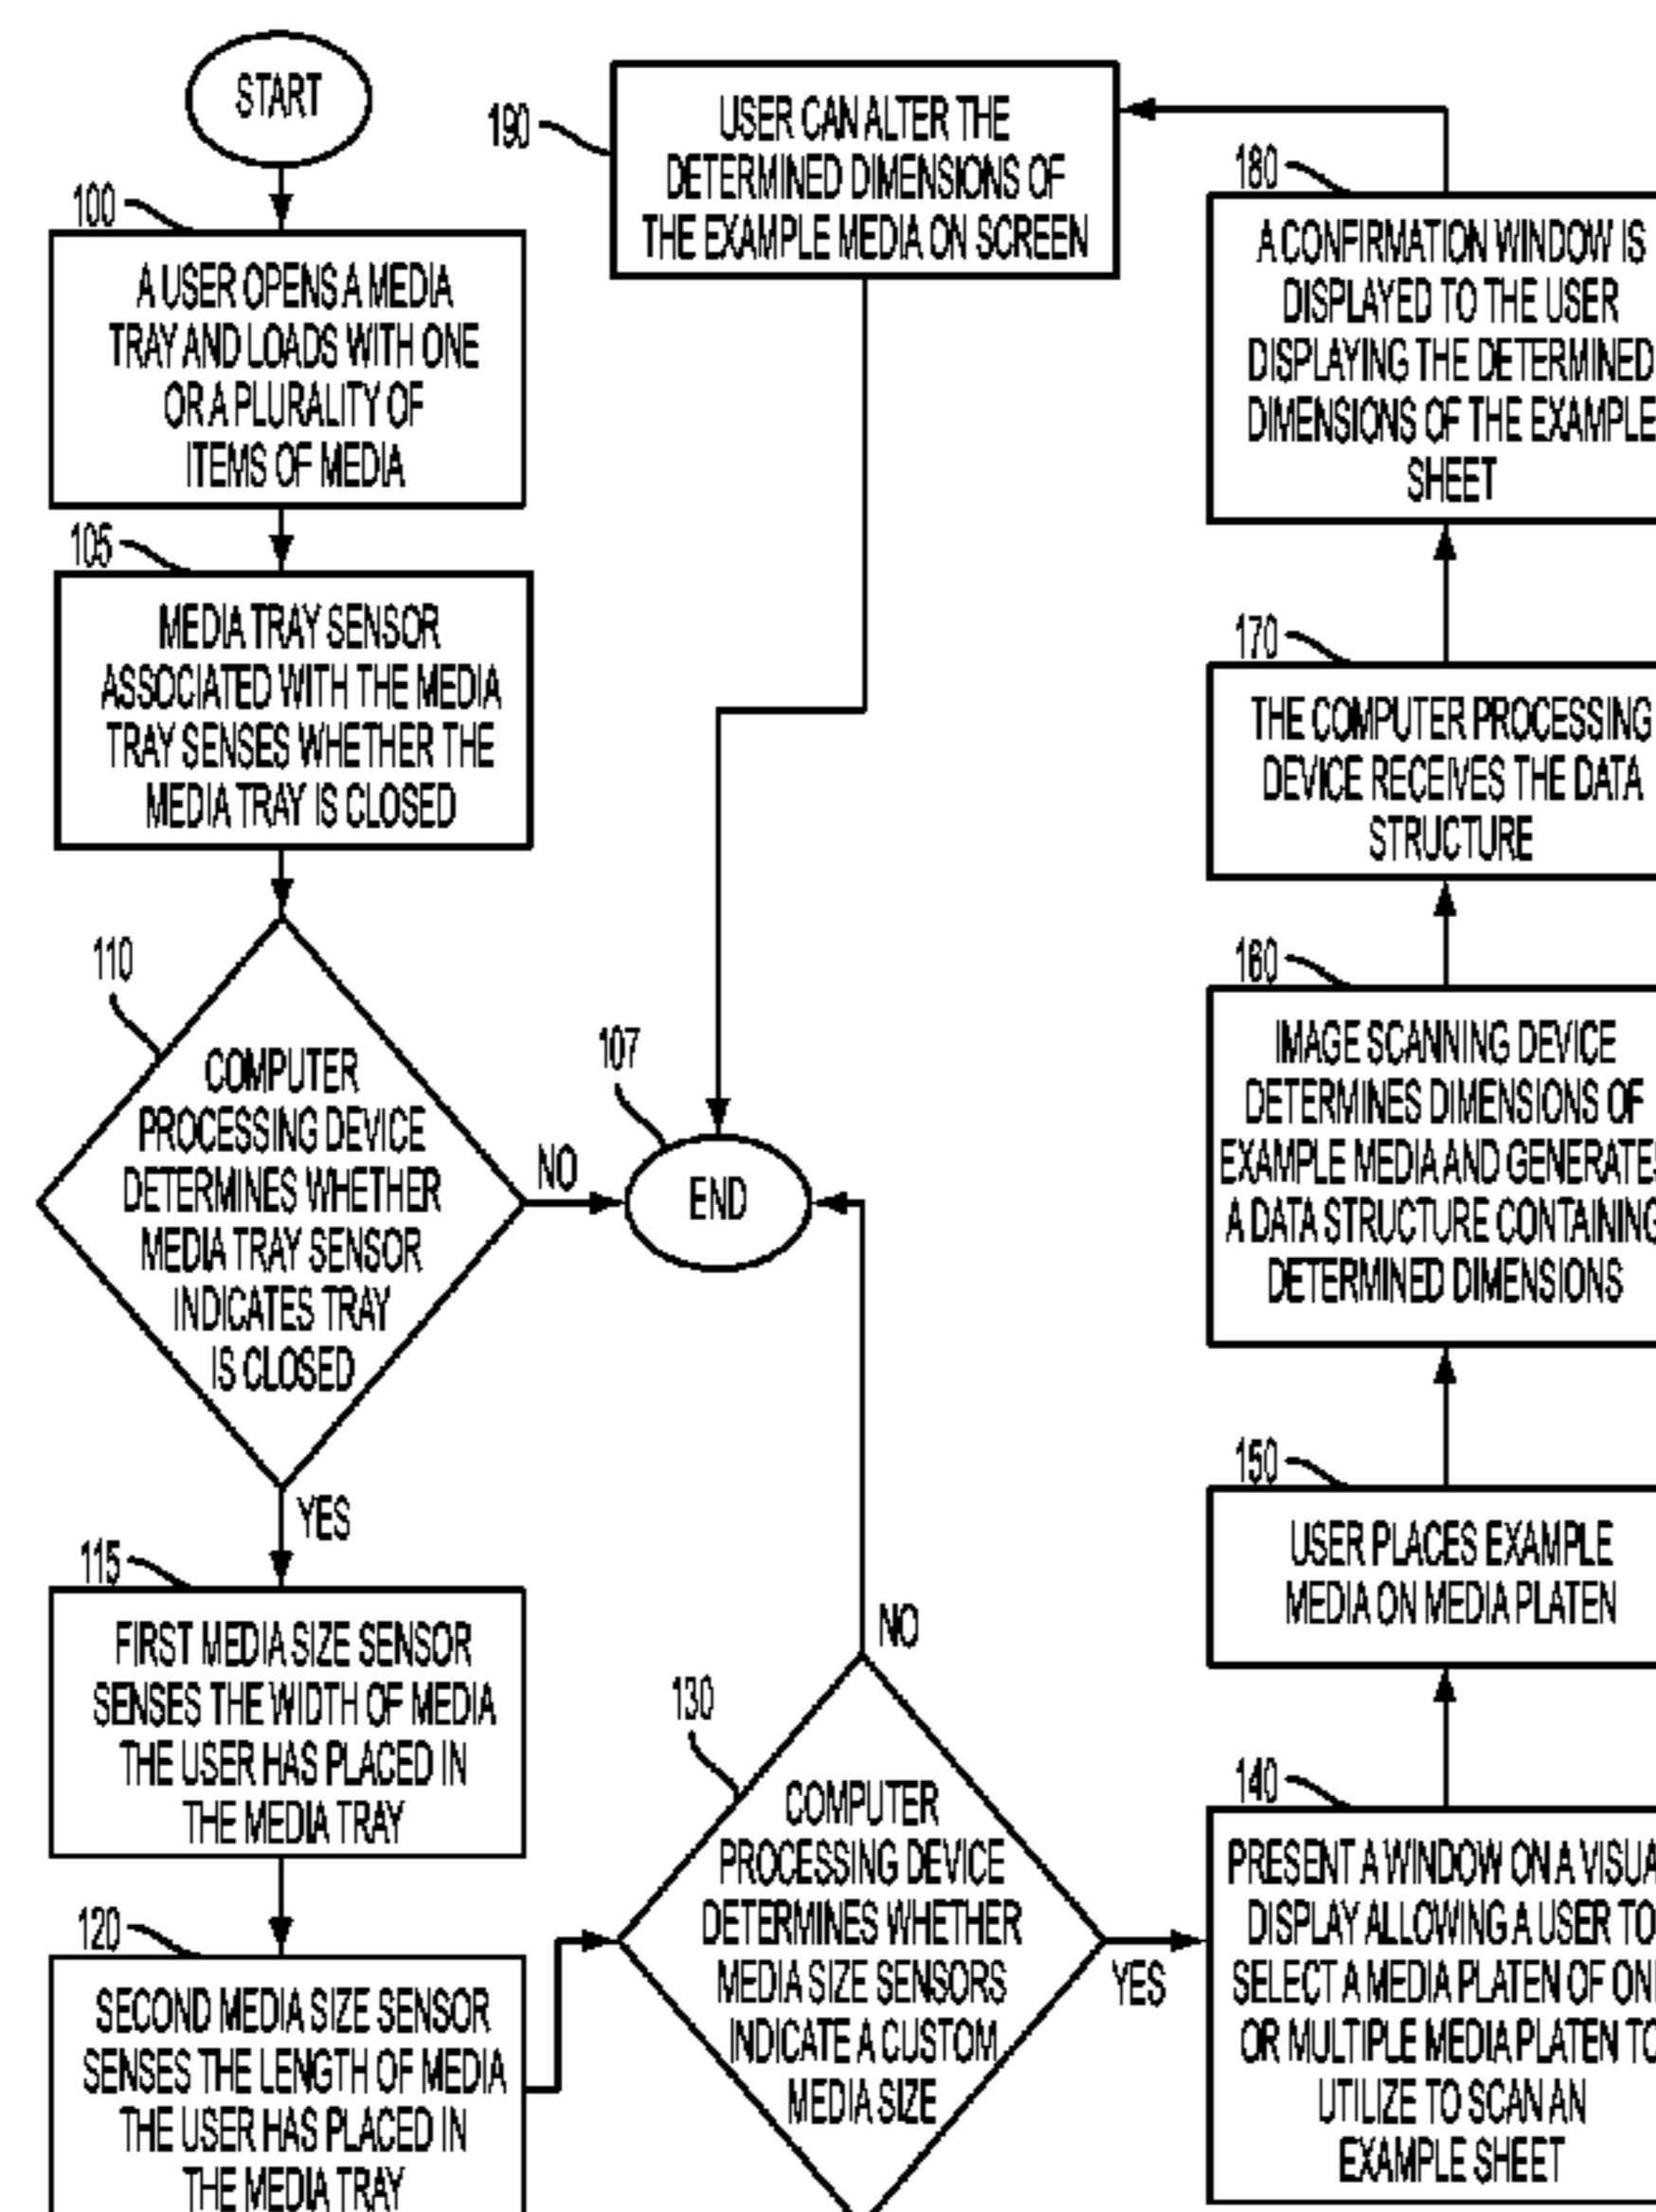 START
100
A USER OPENS A MEDIA
TRAY AND LOADS WITH ONE
OR A PLURALITY OF
ITEMS OF MEDIA
105
MEDIA TRAY SENSOR
ASSOCIATED WITH THE MEDIA
TRAY SENSES WHETHER THE
MEDIA TRAY IS CLOSED
110
COMPUTER
PROCESSING DEVICE
DETERMINES WHETHER
MEDIA TRAY SENSOR
INDICATES TRAY
IS CLOSED
NO
107
END
YES
115
FIRST MEDIA SIZE SENSOR
SENSES THE WIDTH OF MEDIA
THE USER HAS PLACED IN
THE MEDIA TRAY
120
SECOND MEDIA SIZE SENSOR
SENSES THE LENGTH OF MEDIA
THE USER HAS PLACED IN
THE MEDIA TRAY
130
COMPUTER
PROCESSING DEVICE
DETERMINES WHETHER
MEDIA SIZE SENSORS
INDICATE A CUSTOM
MEDIA SIZE
NO
YES
140
PRESENT A WINDOW ON A VISUA
DISPLAY ALLOWING A USER TO
SELECT A MEDIA PLATEN OF ON
OR MULTIPLE MEDIA PLATEN TO
UTILIZE TO SCAN AN
EXAMPLE SHEET
150
USER PLACES EXAMPLE
MEDIA ON MEDIA PLATEN
160
IMAGE SCANNING DEVICE
DETERMINES DIMENSIONS OF
EXAMPLE MEDIA AND GENERATES
A DATA STRUCTURE CONTAINING
DETERMINED DIMENSIONS
170
THE COMPUTER PROCESSING
DEVICE RECEIVES THE DATA
STRUCTURE
180
A CONFIRMATION WINDOW IS
DISPLAYED TO THE USER
DISPLAYING THE DETERMINED
DIMENSIONS OF THE EXAMPLE
SHEET
190
USER CAN ALTER THE
DETERMINED DIMENSIONS OF
THE EXAMPLE MEDIA ON SCREEN